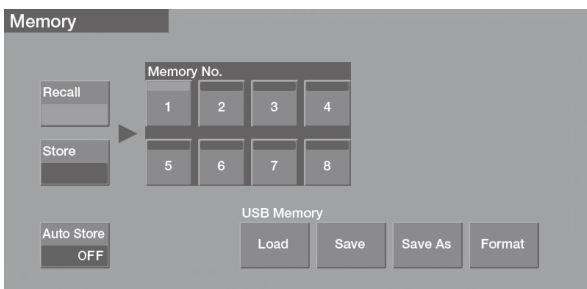 Memory
Memory No.
Recall
1 2 3 4
Store
5 6 7 8
USB Memory
Auto Store
OFF
Load Save Save As Format